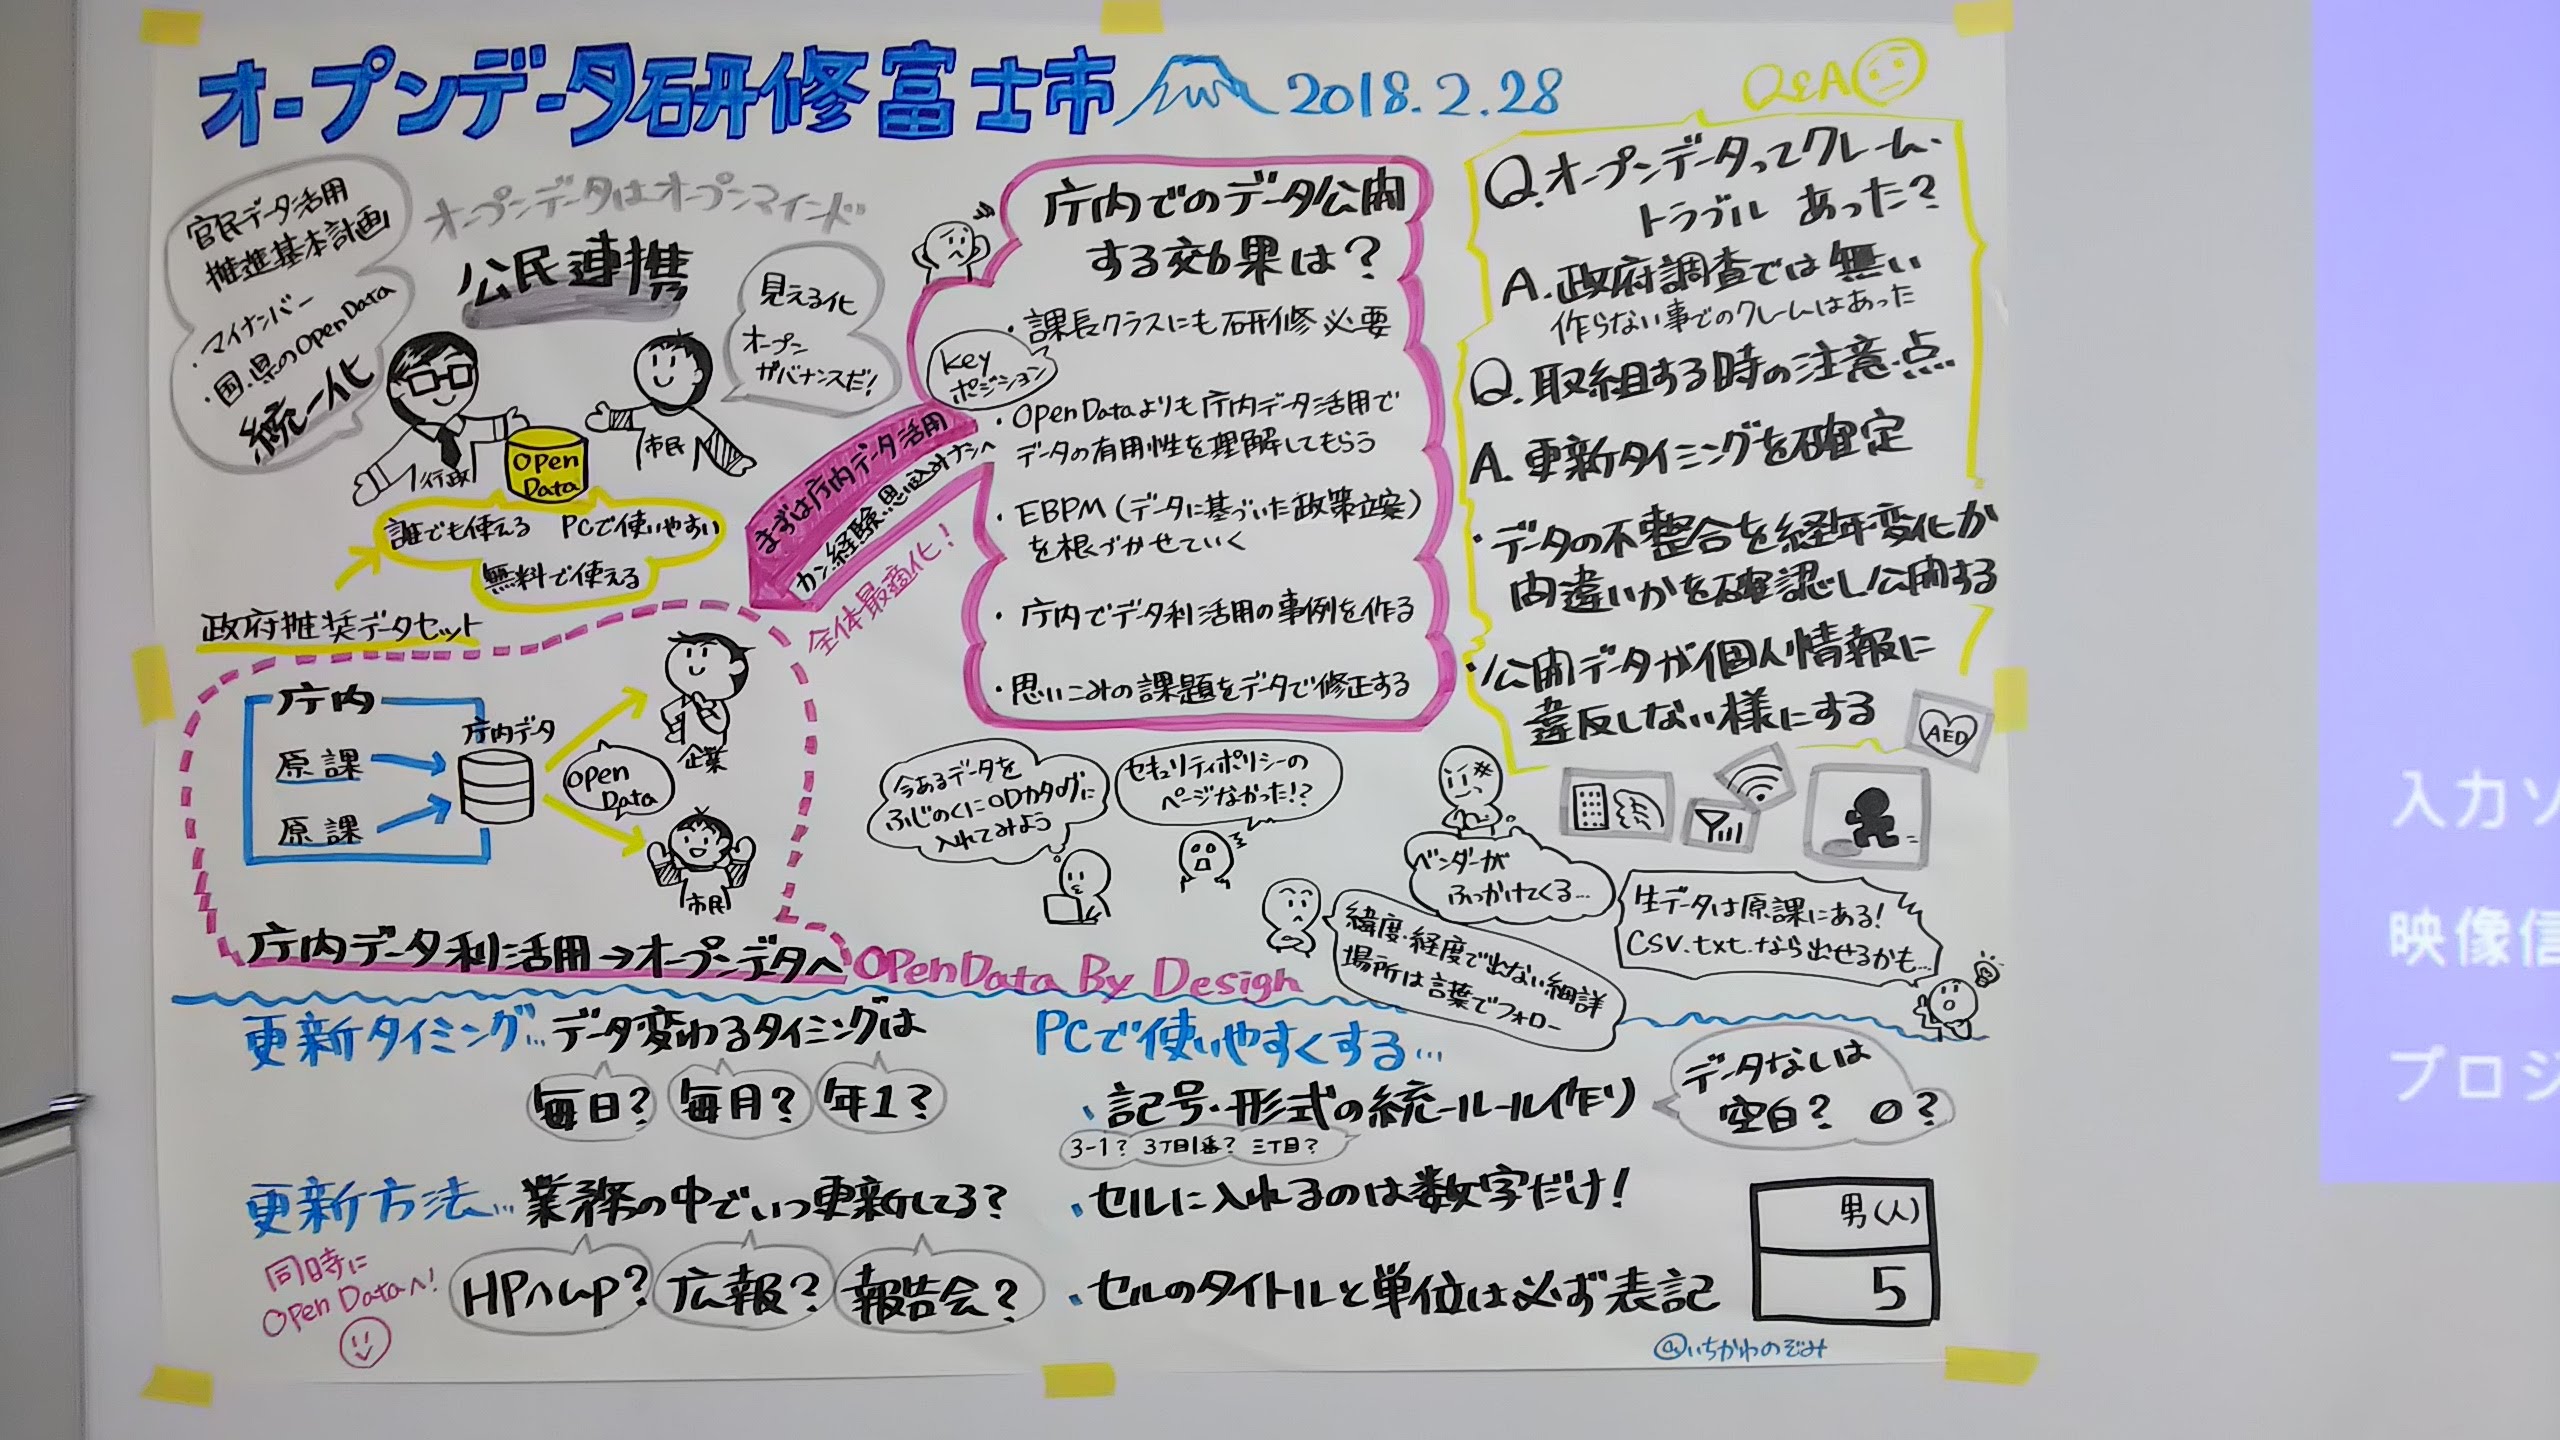 オープンデータ研修富士市 2018.2.28
官民データ活用
推進基本計画
・マイナンバー
・国、県のOpenData
統一化
オープンデータはオープンマインド
公民連携
見える化
オープン
ガバナンスだ!
行政
Open
Data
市民
誰でも使える PCで使いやすい
無料で使える
政府推奨データセット
まずは庁内データ活用
カン経験思い込みナシへ
全体最適化!
庁内
原課
原課
庁内データ
Open
Data
企業
市民
庁内データ利活用→オープンデータへ
OpenData By Design
庁内でのデータ公開
する効果は?
・課長クラスにも研修必要
key
ポジション
・OpenDataよりも庁内データ活用で
データの有用性を理解してもらう
・EBPM(データに基づいた政策立案)
を根づかせていく
・庁内でデータ利活用の事例を作る
・思いこみの課題をデータで修正する
Q&A
Q.オープンデータってクレーム・
トラブル あった?
A.政府調査では無い
作らない事でのクレームはあった
Q.取組する時の注意点
A.更新タイミングを確定
・データの不整合を経年変化か
間違いかを確認し公開する
・公開データが個人情報に
違反しない様にする
AED
今あるデータを
ふじのくにODカタログに
入れてみよう
セキュリティポリシーの
ページなかった!?
ベンダーが
ふっかけてくる…
生データは原課にある!
CSV.txt.なら出せるかも…
緯度・経度で出ない細詳
場所は言葉でフォロー
更新タイミング…データ変わるタイミングは
毎日? 毎月? 年1?
更新方法…業務の中でいつ更新してる?
HPへup? 広報? 報告会?
同時に
Open Dataへ!
PCで使いやすくする…
・記号・形式の統一ルール作り
3-1? 3丁目1番? 三丁目?
データなしは
空白? 0?
・セルに入れるのは数字だけ!
・セルのタイトルと単位は必ず表記
男(人)
5
@いちかわのぞみ
入力ソ
映像信
プロジ